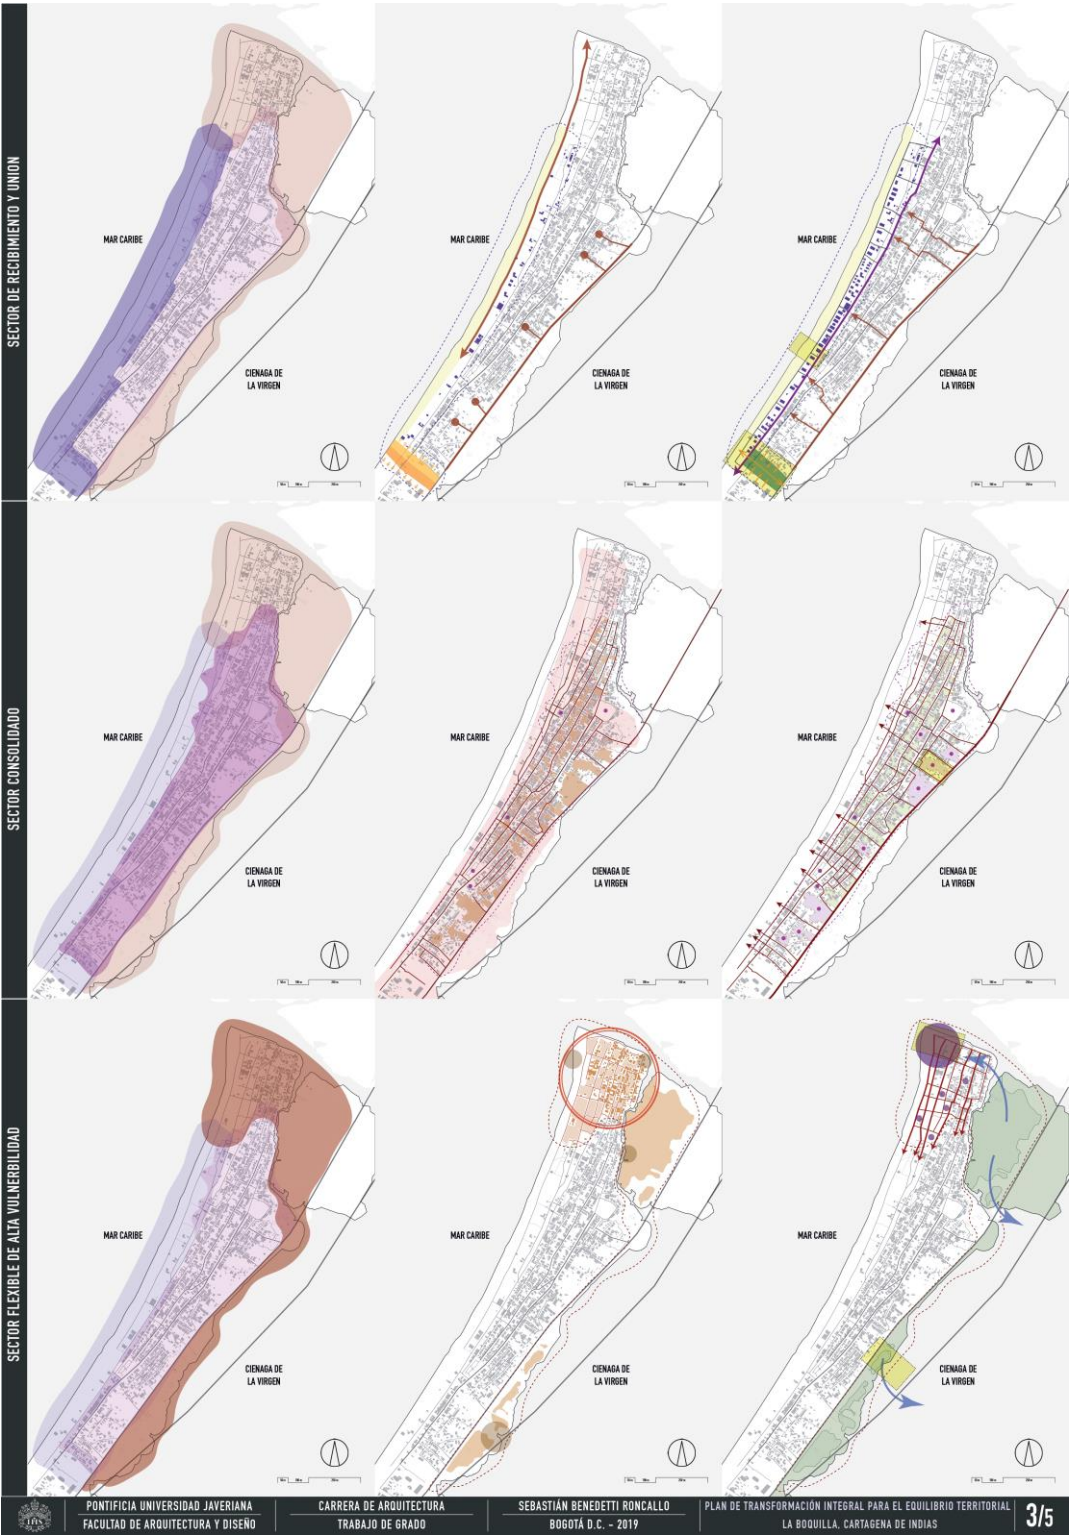 SECTOR DE RECIBIMIENTO Y UNION
MAR CARIBE
CIENAGA DE
LA VIRGEN
MAR CARIBE
CIENAGA DE
LA VIRGEN
MAR CARIBE
CIENAGA DE
LA VIRGEN
SECTOR CONSOLIDADO
MAR CARIBE
CIENAGA DE
LA VIRGEN
MAR CARIBE
CIENAGA DE
LA VIRGEN
MAR CARIBE
CIENAGA DE
LA VIRGEN
SECTOR FLEXIBLE DE ALTA VULNERBILIDAD
MAR CARIBE
CIENAGA DE
LA VIRGEN
MAR CARIBE
CIENAGA DE
LA VIRGEN
MAR CARIBE
CIENAGA DE
LA VIRGEN
PONTIFICIA UNIVERSIDAD JAVERIANA
FACULTAD DE ARQUITECTURA Y DISEÑO
CARRERA DE ARQUITECTURA
TRABAJO DE GRADO
SEBASTIÁN BENEDETTI RONCALLO
BOGOTÁ D.C. - 2019
PLAN DE TRANSFORMACIÓN INTEGRAL PARA EL EQUILIBRIO TERRITORIAL
LA BOQUILLA, CARTAGENA DE INDIAS
3/5